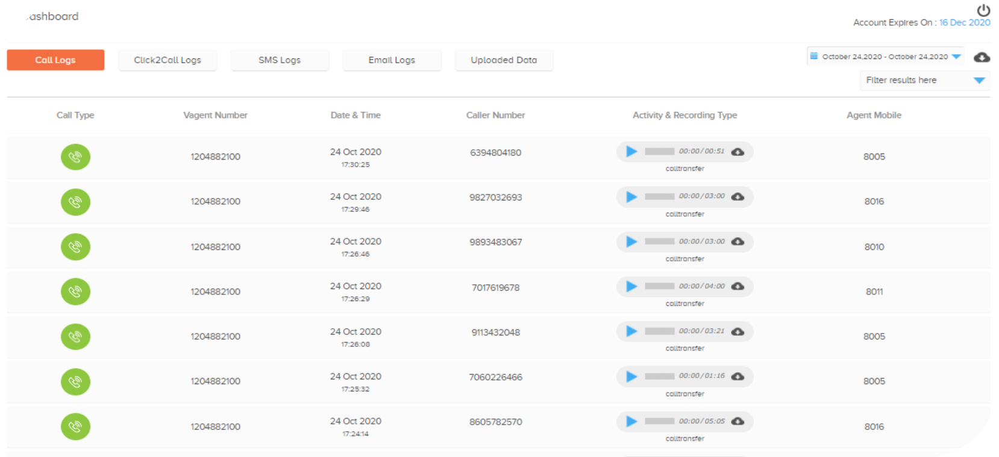 ashboard
Account Expires On : 16 Dec 2020
Call Logs Click2Call Logs SMS Logs Email Logs Uploaded Data October 24,2020 - October 24,2020
Filter results here
Call Type Vagent Number Date & Time Caller Number Activity & Recording Type Agent Mobile
1204882100 24 Oct 2020 6394804180 00:00/00:51 8005
17:30:25 calltransfer
1204882100 24 Oct 2020 9827032693 00:00/03:00 8016
17:29:46 calltransfer
1204882100 24 Oct 2020 9893483067 00:00/03:00 8010
17:26:46 calltransfer
1204882100 24 Oct 2020 7017619678 00:00/04:00 8011
17:26:29 calltransfer
1204882100 24 Oct 2020 9113432048 00:00/03:21 8005
17:26:08 calltransfer
1204882100 24 Oct 2020 7060226466 00:00/01:16 8005
17:25:32 calltransfer
1204882100 24 Oct 2020 8605782570 00:00/05:05 8016
17:24:14 calltransfer